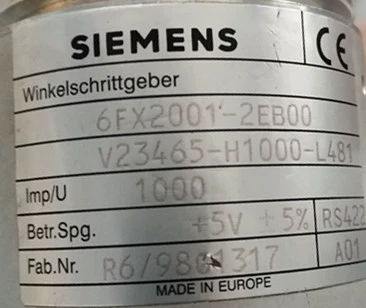 SIEMENS CE
Winkelschrittgeber
6FX2001-2EB00
V23465-H1000-L481
Imp/U 1000
Betr.Spg. +5V ± 5% RS422
Fab.Nr. A01
MADE IN EUROPE